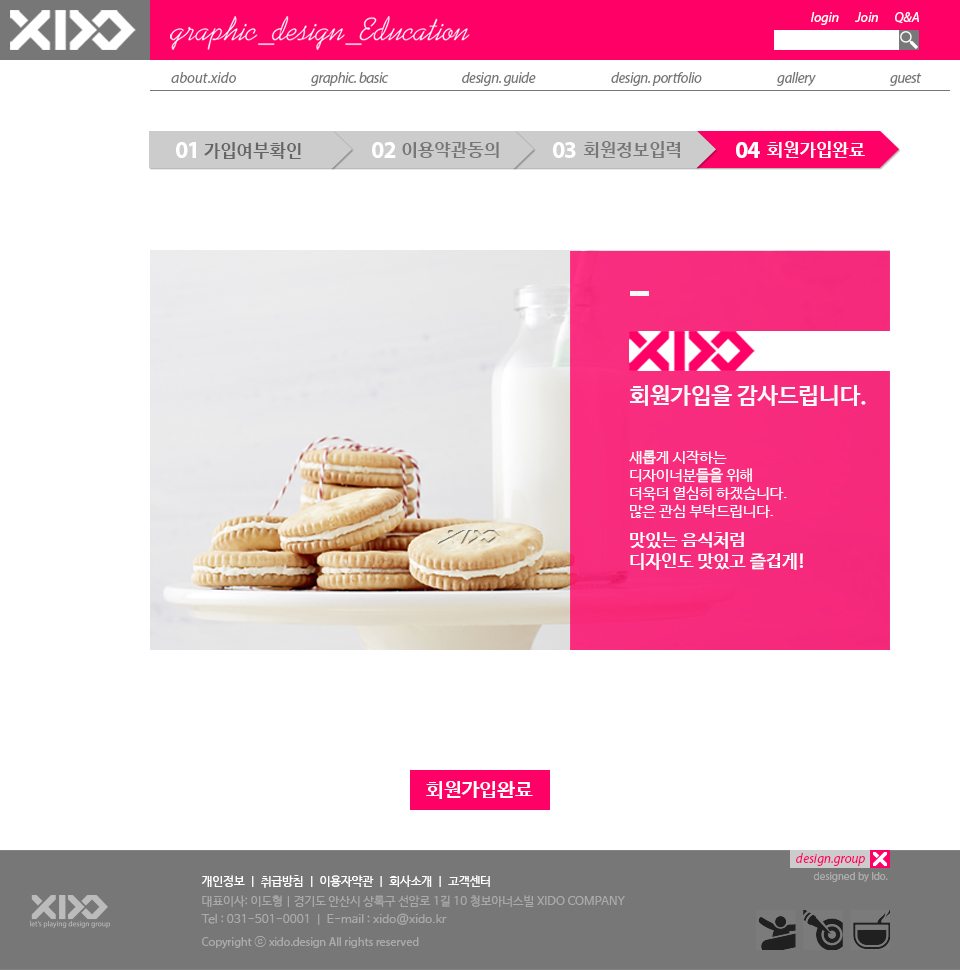 XIDO
graphic_design_Education
login Join Q&A
about.xido graphic. basic design. guide design. portfolio gallery guest
01 가입여부확인 02 이용약관동의 03 회원정보입력 04 회원가입완료
XIDO
회원가입을 감사드립니다.
새롭게 시작하는
디자이너분들을 위해
더욱더 열심히 하겠습니다.
많은 관심 부탁드립니다.
맛있는 음식처럼
디자인도 맛있고 즐겁게!
XIDO
회원가입완료
design.group X
designed by Ido.
XIDO
let's playing design group
개인정보 | 취급방침 | 이용자약관 | 회사소개 | 고객센터
대표이사: 이도형 | 경기도 안산시 상록구 선암로 1길 10 청보아너스빌 XIDO COMPANY
Tel : 031-501-0001 | E-mail : xido@xido.kr
Copyright ⓒ xido.design All rights reserved